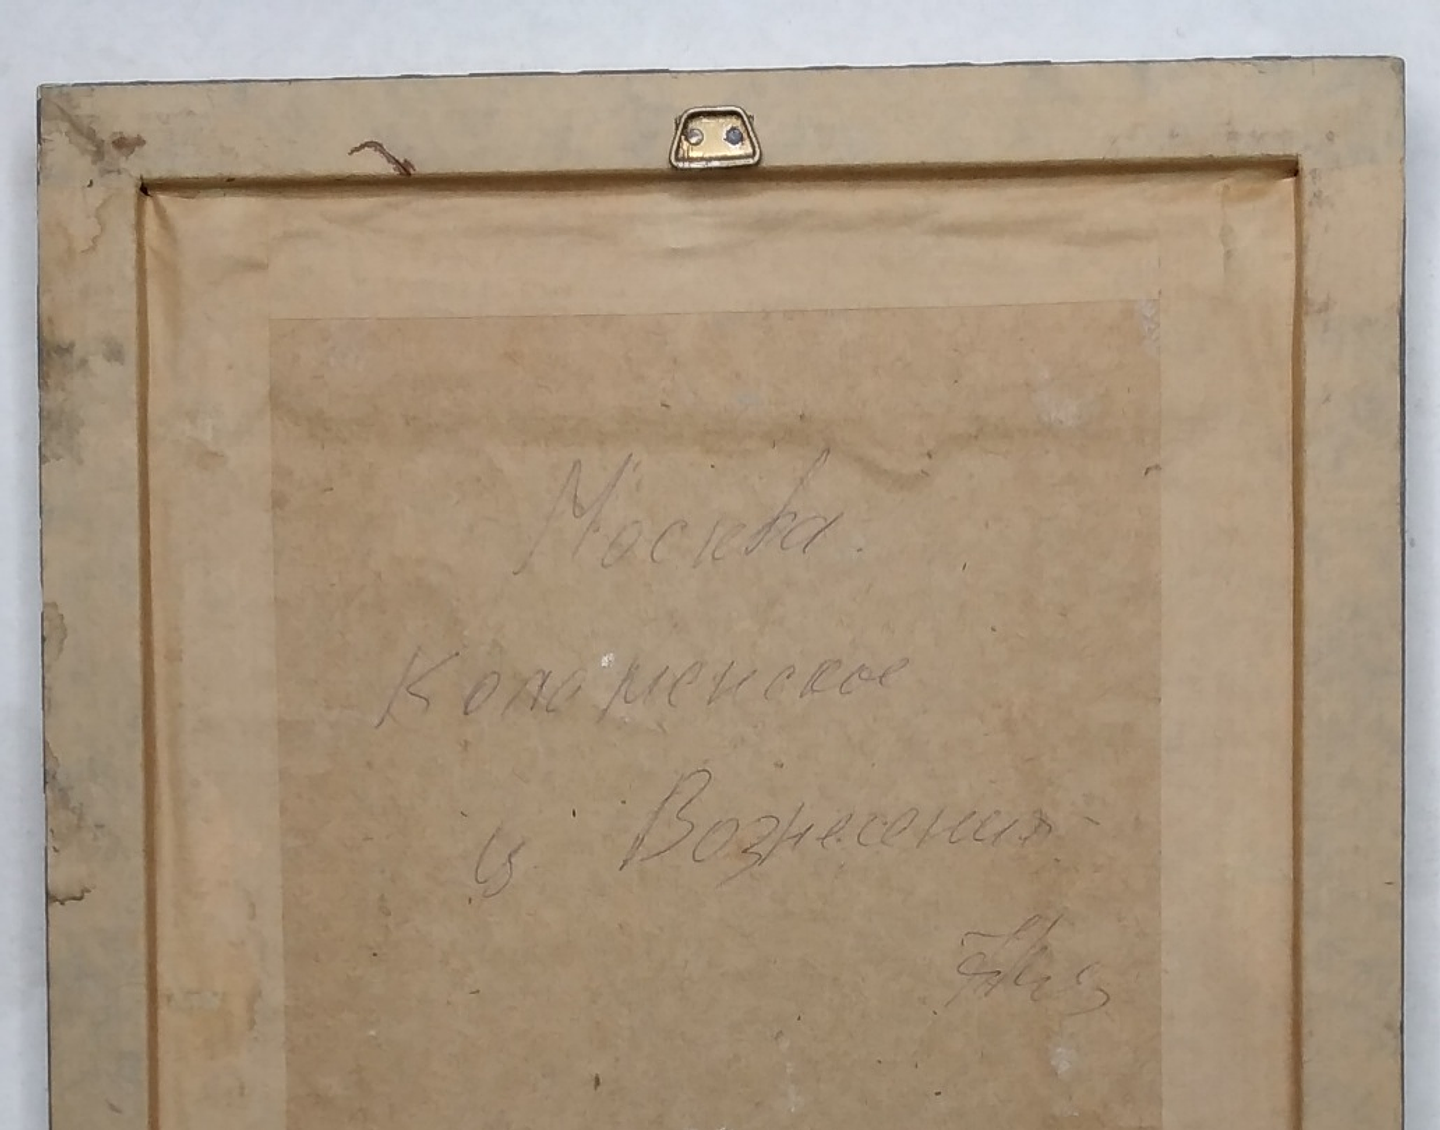 Москва.
Коломенское
ц. Вознесения